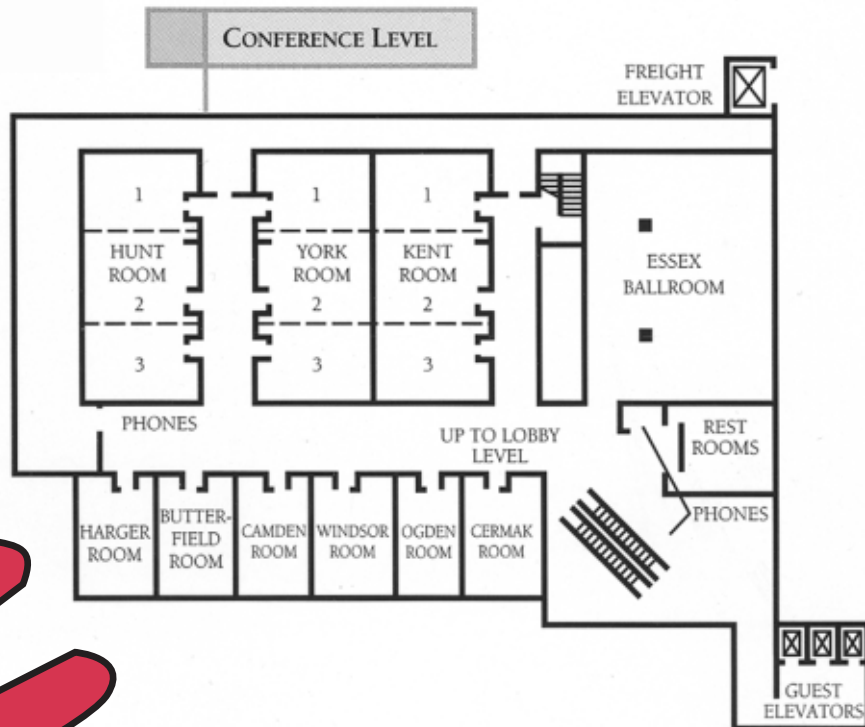 CONFERENCE LEVEL
FREIGHT
ELEVATOR
1
1
1
HUNT
ROOM
YORK
ROOM
KENT
ROOM
ESSEX
BALLROOM
2
2
2
3
3
3
PHONES
UP TO LOBBY
LEVEL
REST
ROOMS
HARGER
ROOM
BUTTER-
FIELD
ROOM
CAMDEN
ROOM
WINDSOR
ROOM
OGDEN
ROOM
CERMAK
ROOM
PHONES
GUEST
ELEVATORS